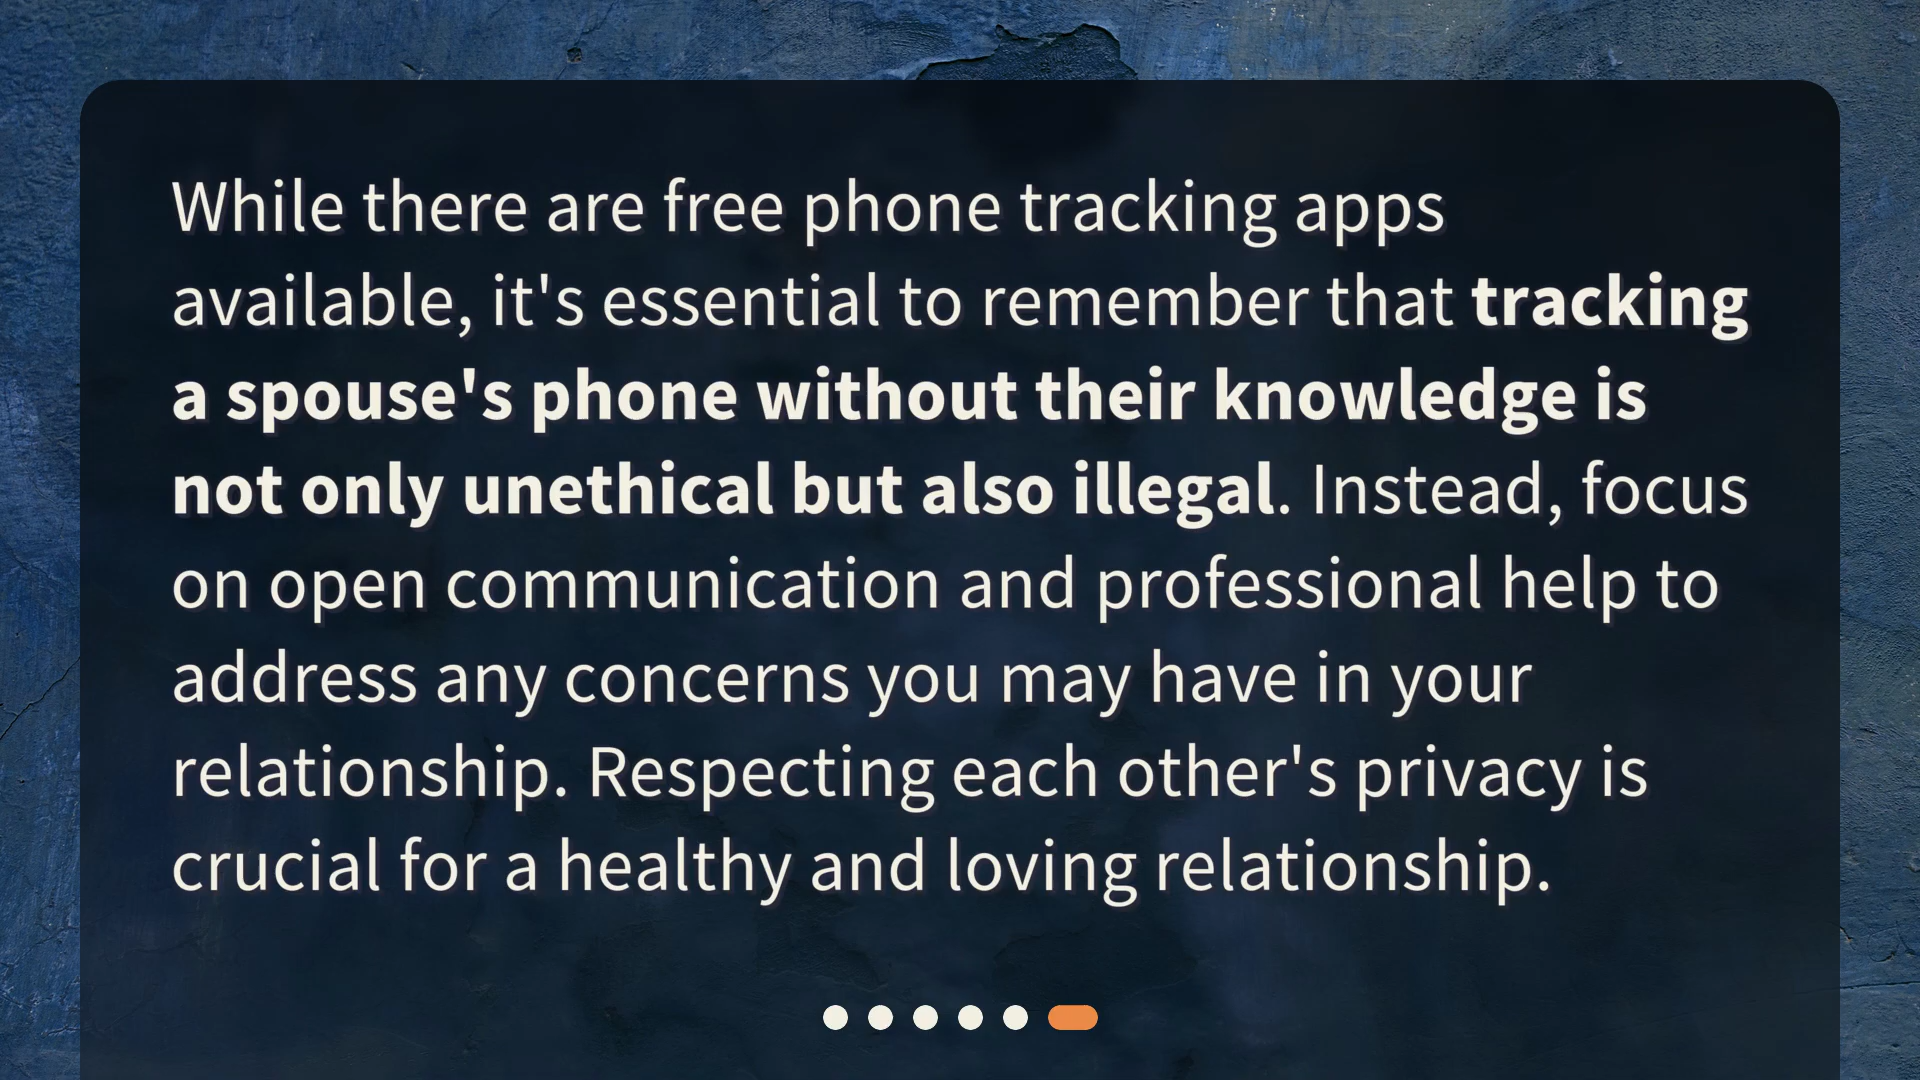 While there are free phone tracking apps
available, it's essential to remember that tracking
a spouse's phone without their knowledge is
not only unethical but also illegal. Instead, focus
on open communication and professional help to
address any concerns you may have in your
relationship. Respecting each other's privacy is
crucial for a healthy and loving relationship.